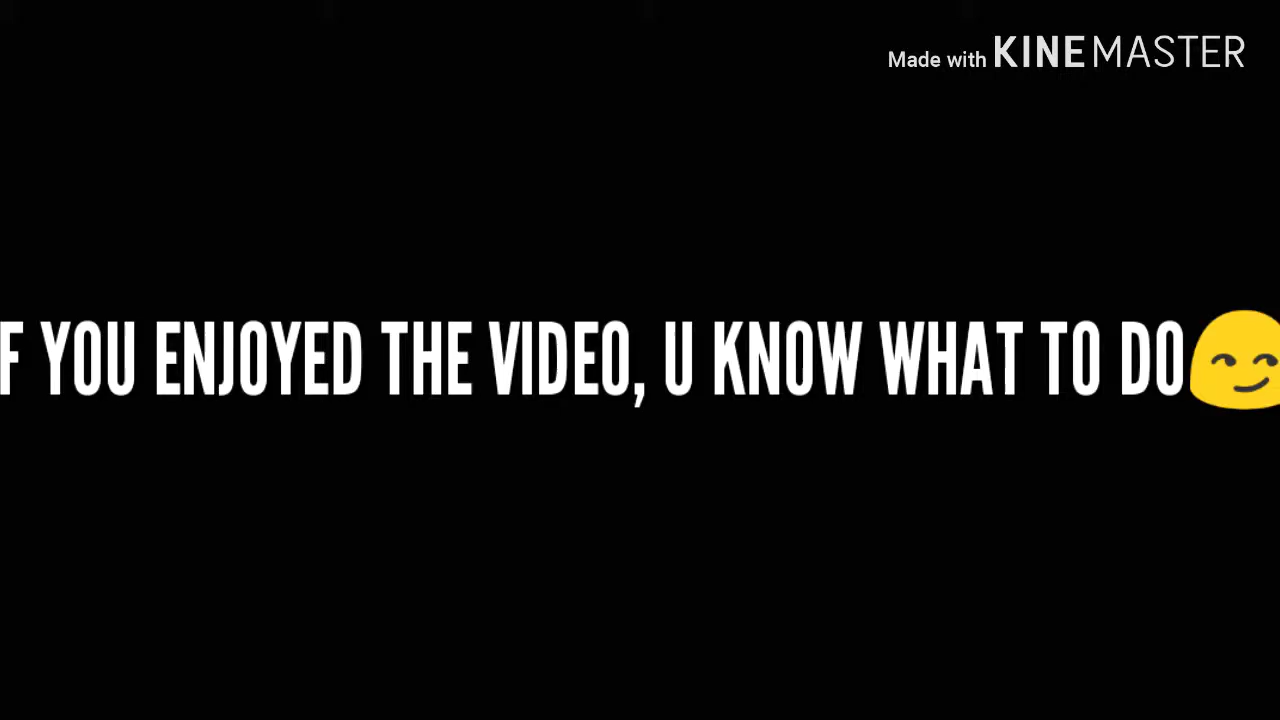 Made with KINEMASTER
F YOU ENJOYED THE VIDEO, U KNOW WHAT TO DO😏